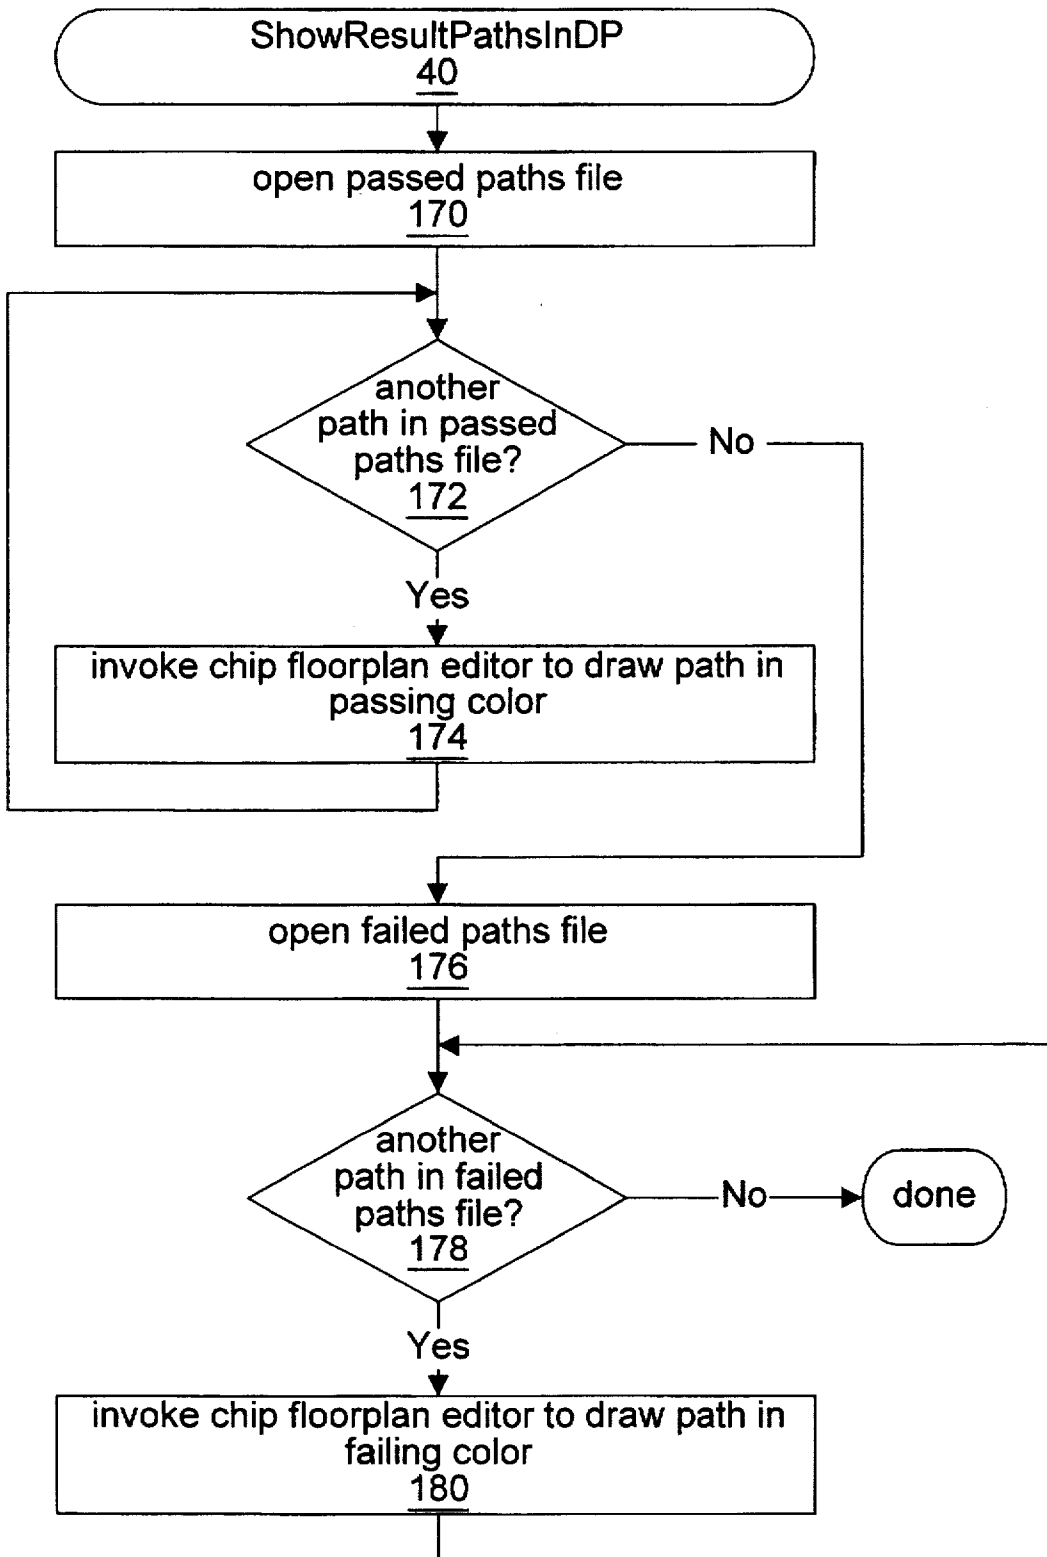 ShowResultPathsInDP
40
open passed paths file
170
another
path in passed
paths file?
172
No
Yes
invoke chip floorplan editor to draw path in
passing color
174
open failed paths file
176
another
path in failed
paths file?
178
No
done
Yes
invoke chip floorplan editor to draw path in
failing color
180